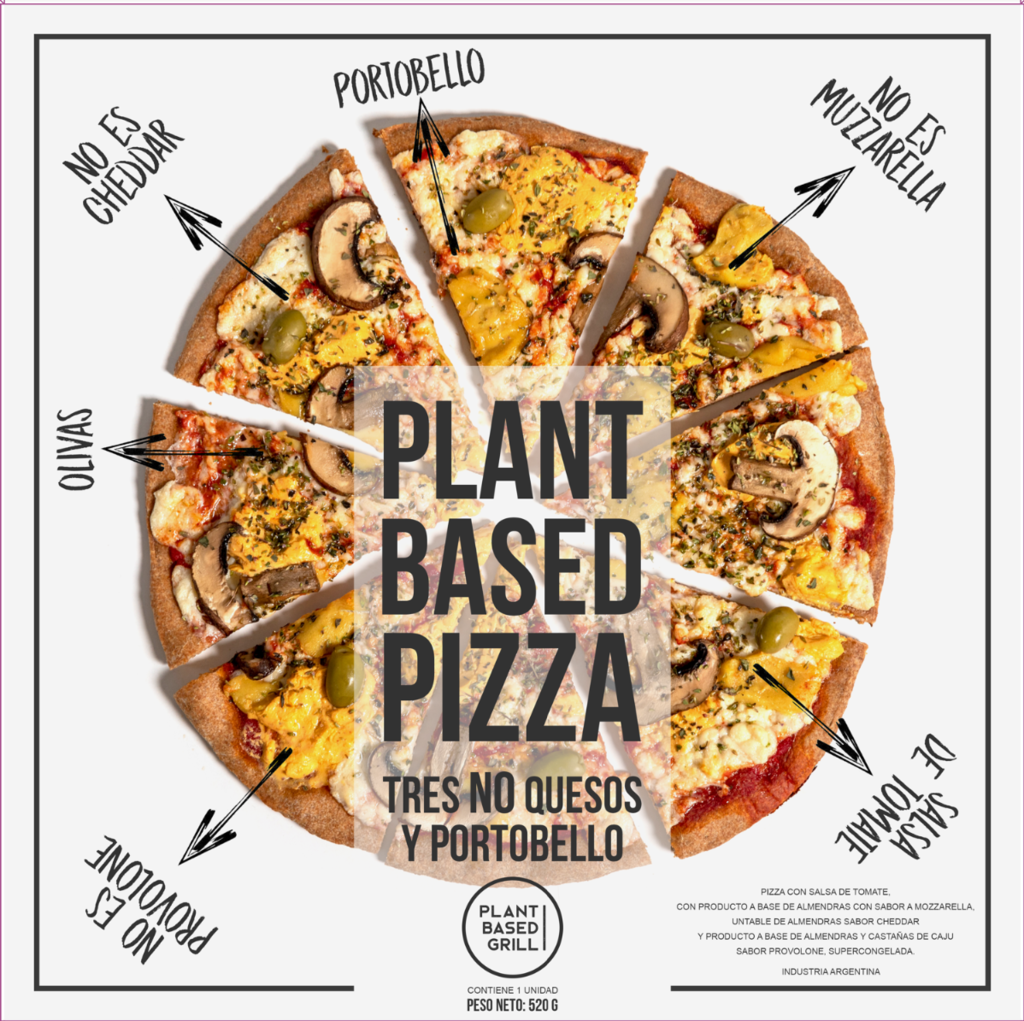 PORTOBELLO
NO ES
CHEDDAR
NO ES
MUZZARELLA
OLIVAS
PLANT
BASED
PIZZA
TRES NO QUESOS
Y PORTOBELLO
SALSA
DE TOMATE
NO ES
PROVOLONE
PLANT
BASED
GRILL
CONTIENE 1 UNIDAD
PESO NETO: 520 G
PIZZA CON SALSA DE TOMATE,
CON PRODUCTO A BASE DE ALMENDRAS CON SABOR A MOZZARELLA,
UNTABLE DE ALMENDRAS SABOR CHEDDAR
Y PRODUCTO A BASE DE ALMENDRAS Y CASTAÑAS DE CAJU
SABOR PROVOLONE, SUPERCONGELADA.
INDUSTRIA ARGENTINA